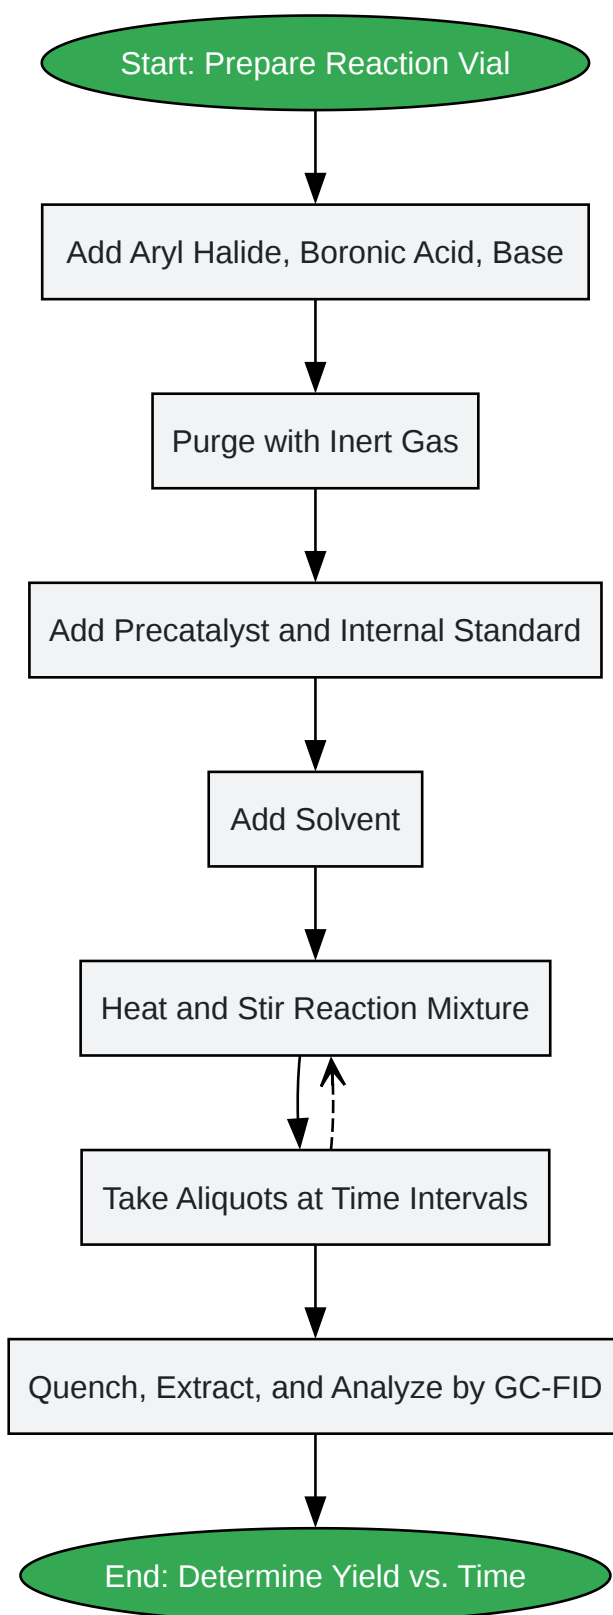 Start: Prepare Reaction Vial
Add Aryl Halide, Boronic Acid, Base
Purge with Inert Gas
Add Precatalyst and Internal Standard
Add Solvent
Heat and Stir Reaction Mixture
Take Aliquots at Time Intervals
Quench, Extract, and Analyze by GC-FID
End: Determine Yield vs. Time